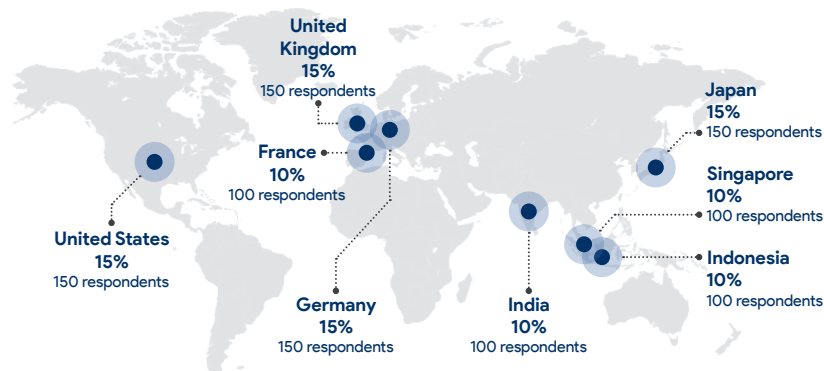 United
Kingdom
15%
150 respondents
Japan
15%
150 respondents
France
10%
100 respondents
Singapore
10%
100 respondents
United States
15%
150 respondents
Indonesia
10%
100 respondents
Germany
15%
150 respondents
India
10%
100 respondents